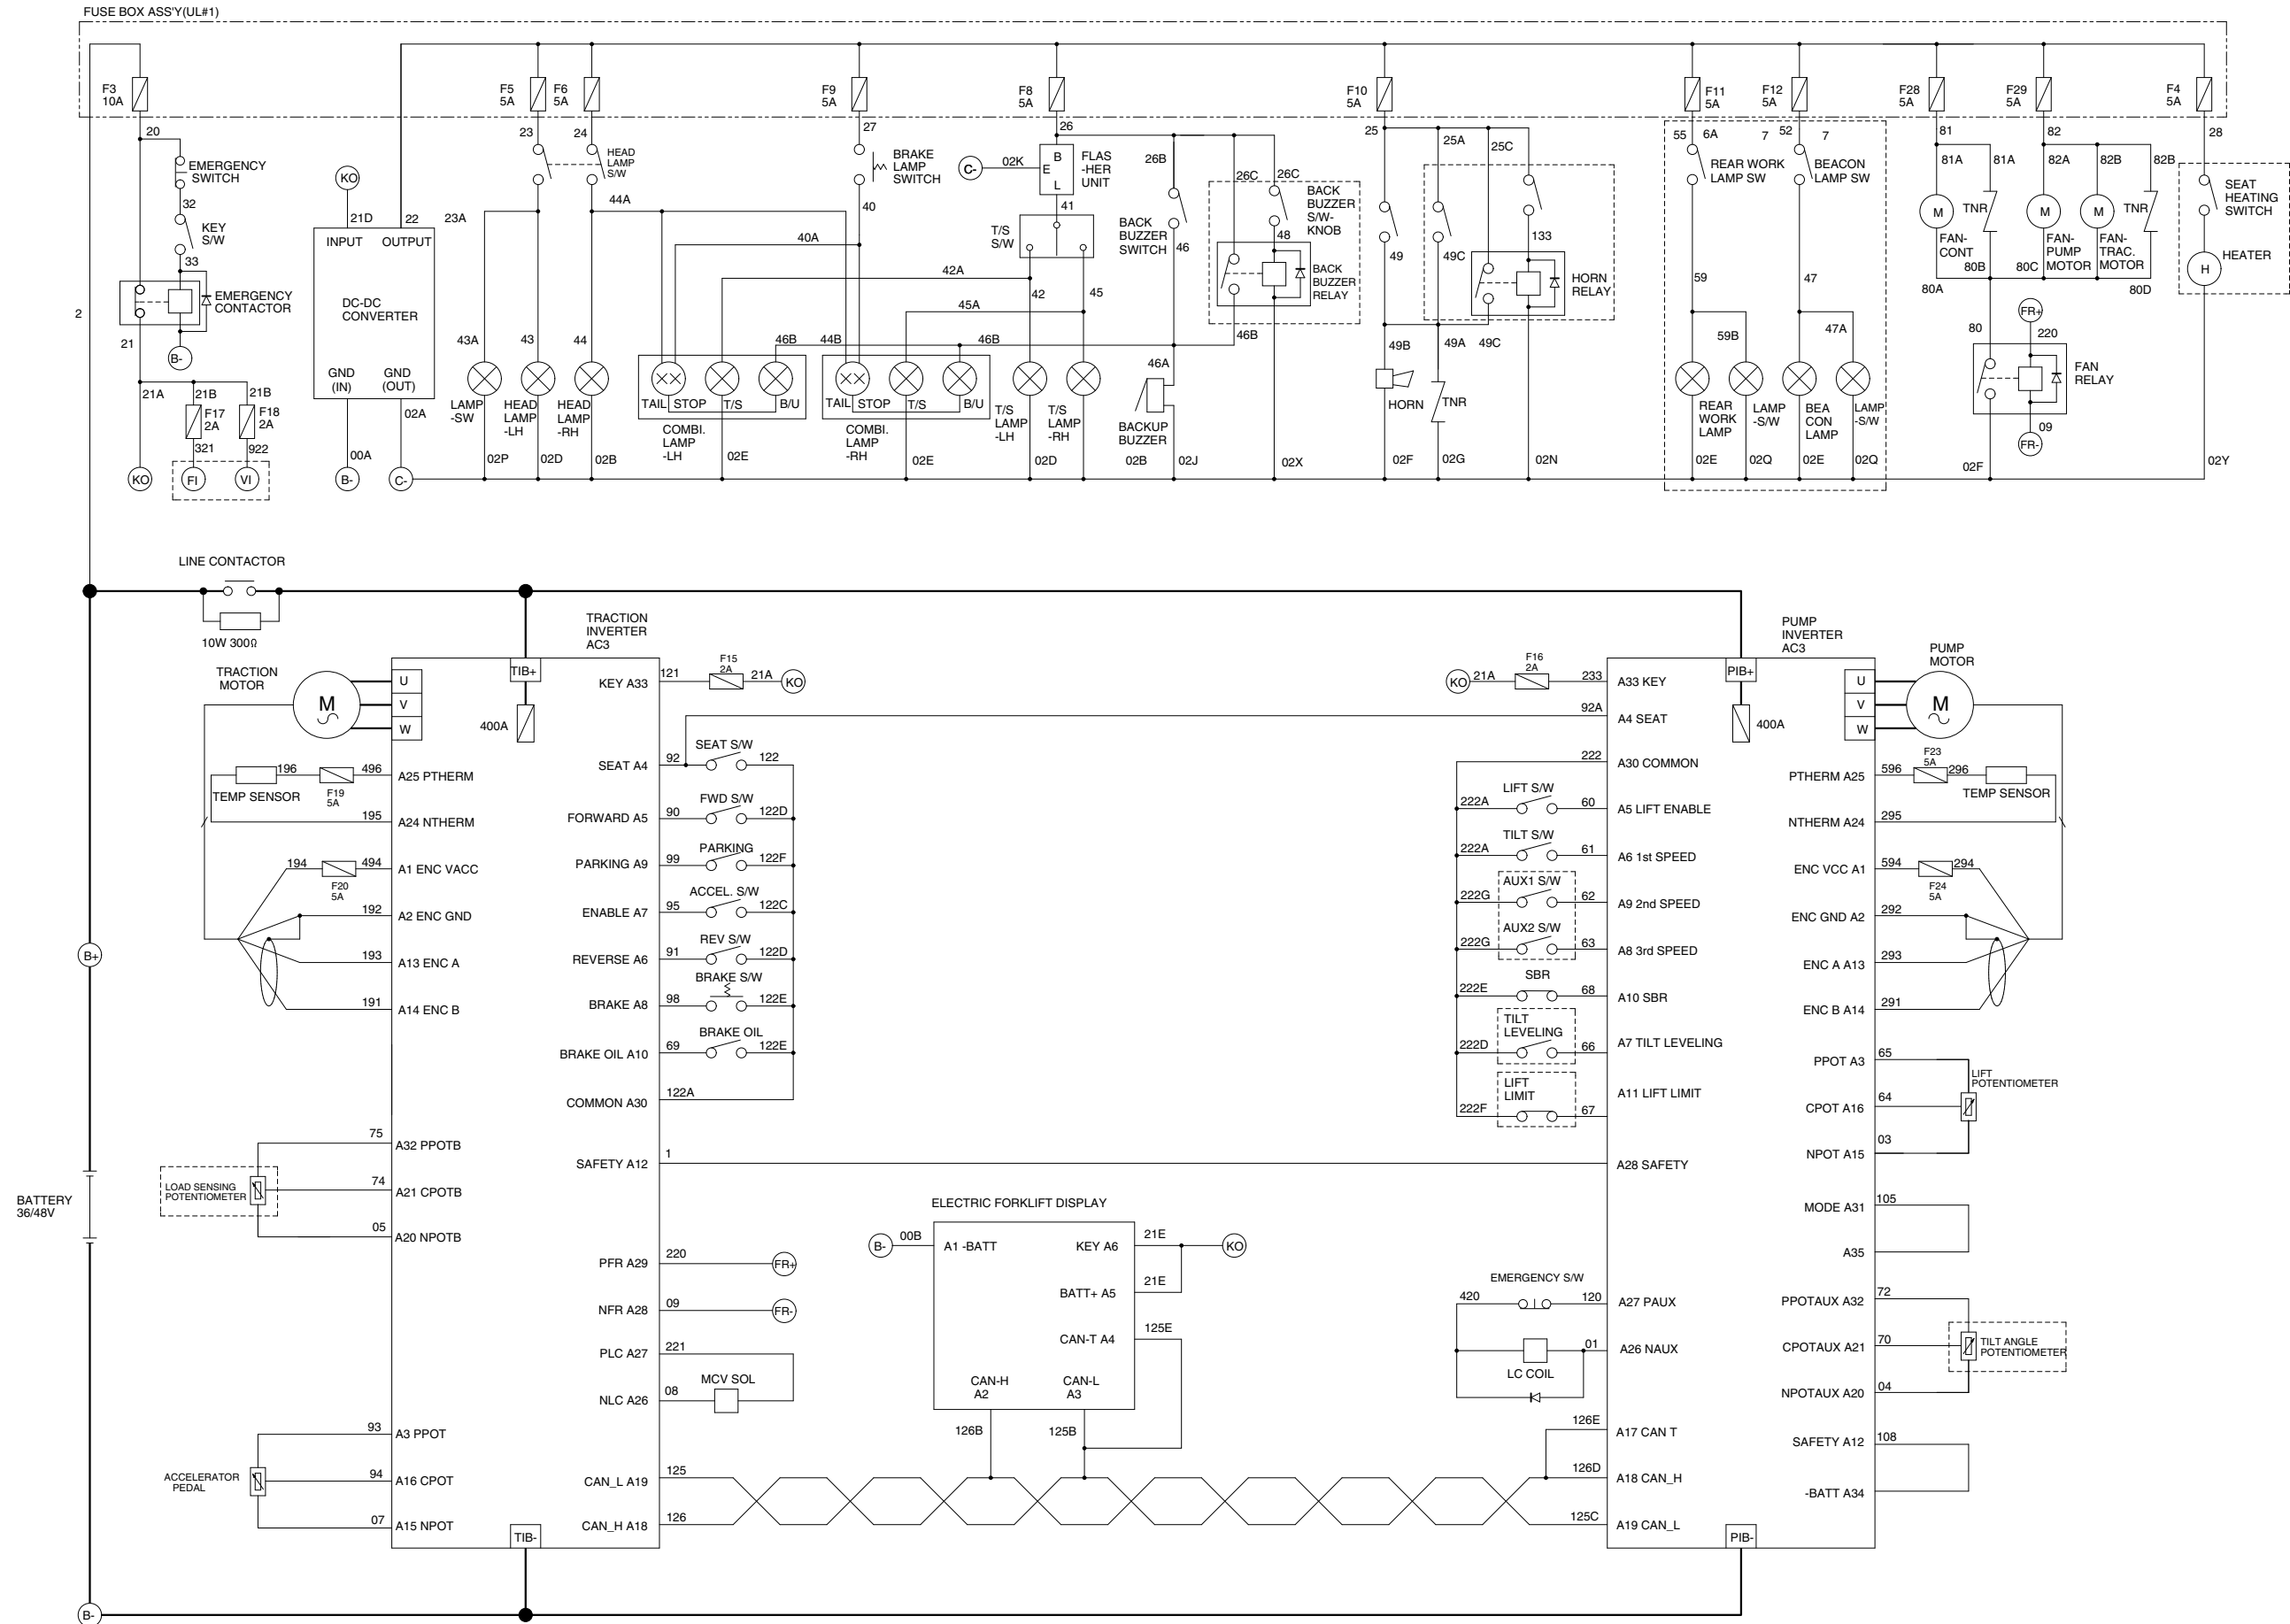 FUSE BOX ASS'Y(UL#1)
F3
10A
F5
5A
F6
5A
F9
5A
F8
5A
F10
5A
F11
5A
F12
5A
F28
5A
F29
5A
F4
5A
20
EMERGENCY
SWITCH
32
KEY
S/W
33
EMERGENCY
CONTACTOR
B-
2
21
21A
21B
F17
2A
321
21B
F18
2A
922
KO
FI
VI
KO
21D
22
23A
INPUT
OUTPUT
DC-DC
CONVERTER
GND
(IN)
GND
(OUT)
02A
00A
B-
C-
23
24
HEAD
LAMP
S/W
44A
43A
43
44
LAMP
-SW
HEAD
LAMP
-LH
HEAD
LAMP
-RH
02P
02D
02B
27
BRAKE
LAMP
SWITCH
40
40A
42A
45A
46B
44B
46B
TAIL
STOP
T/S
B/U
COMBI.
LAMP
-LH
02E
TAIL
STOP
T/S
B/U
COMBI.
LAMP
-RH
02E
26
C-
02K
B
E
L
FLAS
-HER
UNIT
41
T/S
S/W
42
45
T/S
LAMP
-LH
T/S
LAMP
-RH
02D
02B
26B
BACK
BUZZER
SWITCH
46
46A
BACKUP
BUZZER
02J
26C
26C
BACK
BUZZER
S/W-
KNOB
48
BACK
BUZZER
RELAY
46B
02X
25
25A
25C
49
49C
133
HORN
RELAY
49B
49A
49C
HORN
TNR
02F
02G
02N
55
6A
7
52
7
REAR WORK
LAMP SW
BEACON
LAMP SW
59
47
59B
47A
REAR
WORK
LAMP
LAMP
-S/W
BEA
CON
LAMP
LAMP
-S/W
02E
02Q
02E
02Q
81
81A
81A
82
82A
82B
82B
M
TNR
M
M
TNR
FAN-
CONT
FAN-
PUMP
MOTOR
FAN-
TRAC.
MOTOR
80B
80C
80A
80D
80
FR+
220
FAN
RELAY
09
FR-
02F
28
SEAT
HEATING
SWITCH
H
HEATER
02Y
LINE CONTACTOR
10W 300Ω
TRACTION
INVERTER
AC3
TRACTION
MOTOR
M
U
V
W
TIB+
400A
196
496
A25 PTHERM
TEMP SENSOR
F19
5A
195
A24 NTHERM
194
494
A1 ENC VACC
F20
5A
192
A2 ENC GND
193
A13 ENC A
191
A14 ENC B
B+
BATTERY
36/48V
75
A32 PPOTB
LOAD SENSING
POTENTIOMETER
74
A21 CPOTB
05
A20 NPOTB
93
A3 PPOT
ACCELERATOR
PEDAL
94
A16 CPOT
07
A15 NPOT
TIB-
B-
KEY A33
121
F15
2A
21A
KO
SEAT A4
92
SEAT S/W
122
FORWARD A5
90
FWD S/W
122D
PARKING A9
99
PARKING
122F
ENABLE A7
95
ACCEL. S/W
122C
REVERSE A6
91
REV S/W
122D
BRAKE A8
98
BRAKE S/W
122E
BRAKE OIL A10
69
BRAKE OIL
122E
COMMON A30
122A
SAFETY A12
1
PFR A29
220
FR+
NFR A28
09
FR-
PLC A27
221
NLC A26
08
MCV SOL
CAN_L A19
125
CAN_H A18
126
ELECTRIC FORKLIFT DISPLAY
B-
00B
A1 -BATT
KEY A6
21E
KO
BATT+ A5
21E
CAN-T A4
125E
CAN-H
A2
CAN-L
A3
126B
125B
PUMP
INVERTER
AC3
PUMP
MOTOR
KO
21A
F16
2A
233
A33 KEY
92A
A4 SEAT
222
A30 COMMON
222A
LIFT S/W
60
A5 LIFT ENABLE
222A
TILT S/W
61
A6 1st SPEED
222G
AUX1 S/W
62
A9 2nd SPEED
222G
AUX2 S/W
63
A8 3rd SPEED
222E
SBR
68
A10 SBR
222D
TILT
LEVELING
66
A7 TILT LEVELING
222F
LIFT
LIMIT
67
A11 LIFT LIMIT
A28 SAFETY
EMERGENCY S/W
420
120
A27 PAUX
01
A26 NAUX
LC COIL
126E
A17 CAN T
126D
A18 CAN_H
125C
A19 CAN_L
PIB+
400A
U
V
W
M
PTHERM A25
596
F23
5A
296
TEMP SENSOR
NTHERM A24
295
ENC VCC A1
594
294
F24
5A
ENC GND A2
292
ENC A A13
293
ENC B A14
291
PPOT A3
65
LIFT
POTENTIOMETER
CPOT A16
64
NPOT A15
03
MODE A31
105
A35
PPOTAUX A32
72
CPOTAUX A21
70
TILT ANGLE
POTENTIOMETER
NPOTAUX A20
04
SAFETY A12
108
-BATT A34
PIB-